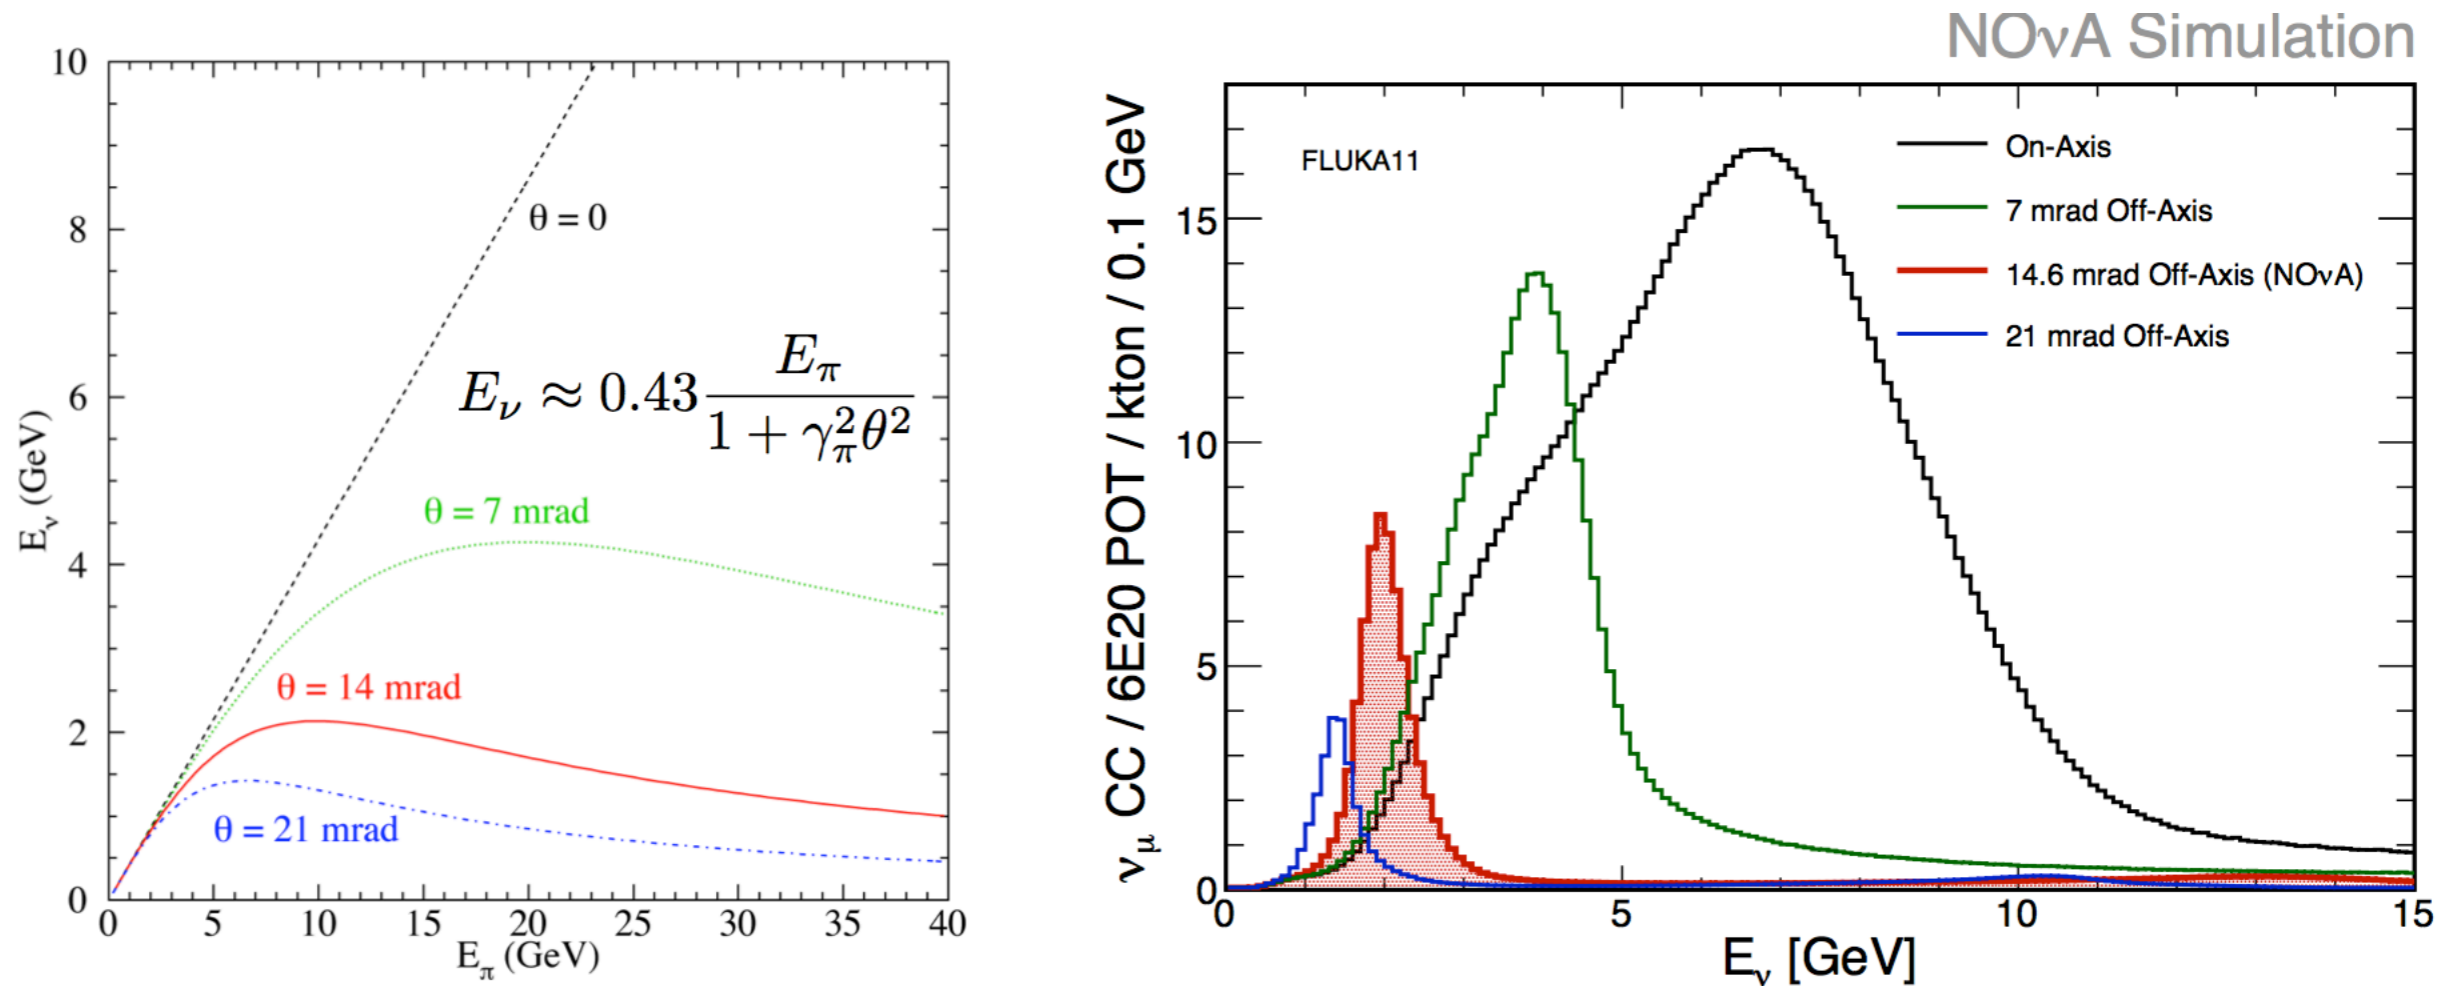 10
8
6
4
2
0
E_ν (GeV)
0 5 10 15 20 25 30 35 40
E_π (GeV)
θ = 0
E_ν ≈ 0.43 E_π / (1 + γ_π^2 θ^2)
θ = 7 mrad
θ = 14 mrad
θ = 21 mrad
NOνA Simulation
FLUKA11
On-Axis
7 mrad Off-Axis
14.6 mrad Off-Axis (NOνA)
21 mrad Off-Axis
ν_μ CC / 6E20 POT / kton / 0.1 GeV
15
10
5
0
0 5 10 15
E_ν [GeV]